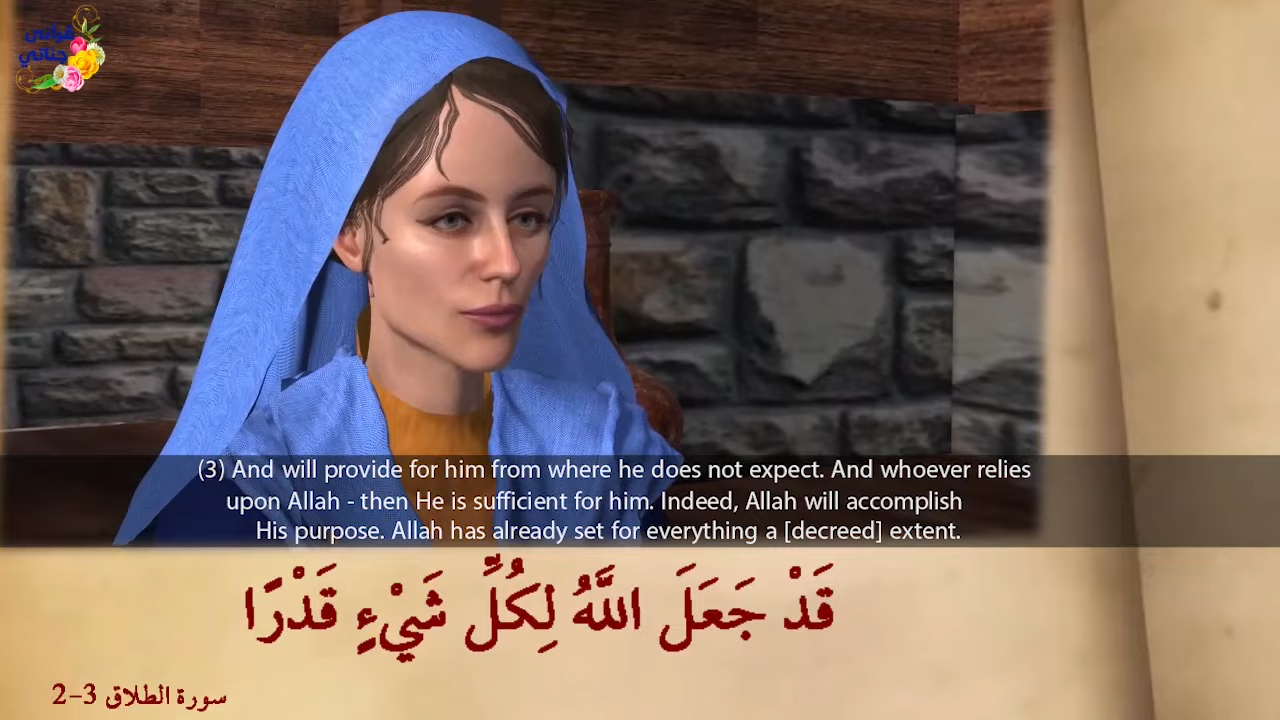 قرآني
جناتي
(3) And will provide for him from where he does not expect. And whoever relies
upon Allah - then He is sufficient for him. Indeed, Allah will accomplish
His purpose. Allah has already set for everything a [decreed] extent.
قَدْ جَعَلَ اللَّهُ لِكُلِّ شَيْءٍ قَدْرًا
سورة الطلاق 3-2